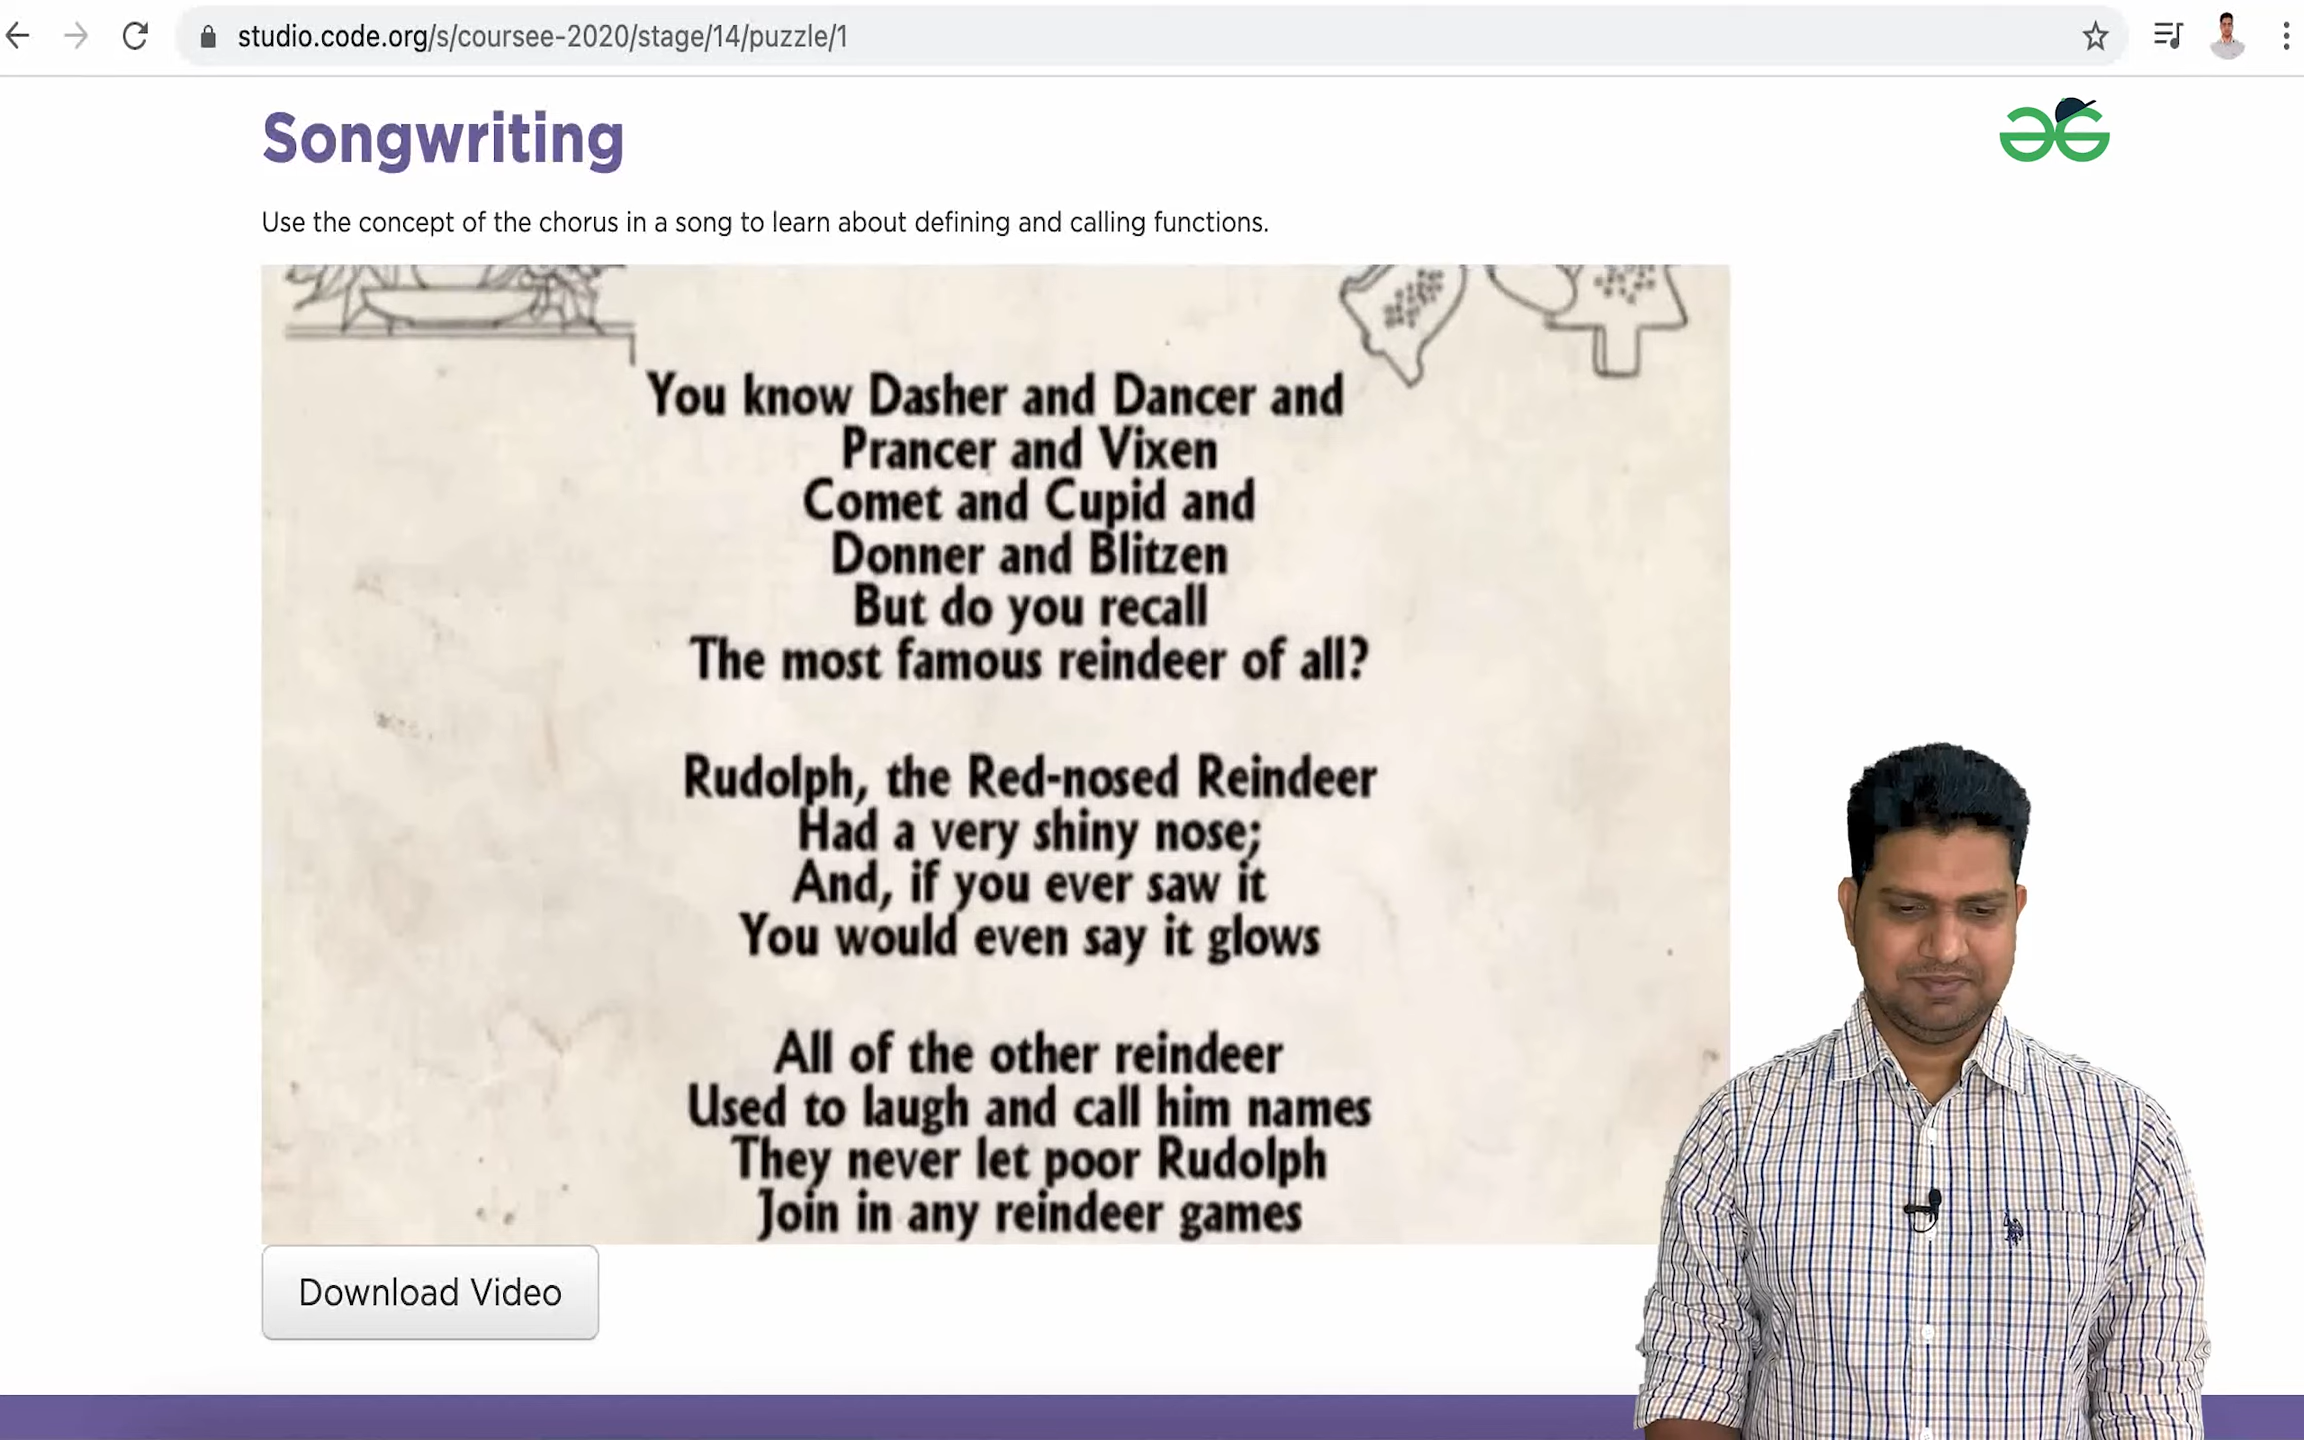 studio.code.org/s/coursee-2020/stage/14/puzzle/1
Songwriting
Use the concept of the chorus in a song to learn about defining and calling functions.
You know Dasher and Dancer and
Prancer and Vixen
Comet and Cupid and
Donner and Blitzen
But do you recall
The most famous reindeer of all?
Rudolph, the Red-nosed Reindeer
Had a very shiny nose;
And, if you ever saw it
You would even say it glows
All of the other reindeer
Used to laugh and call him names
They never let poor Rudolph
Join in any reindeer games
Download Video